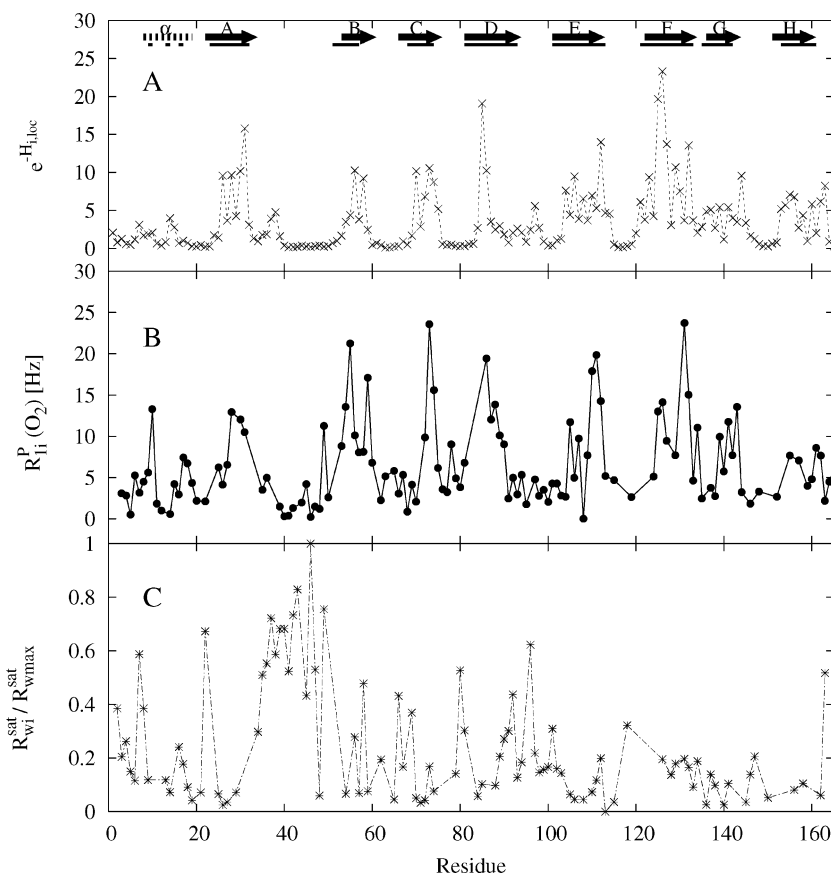 30
α A B C D E F G H
25
A
20
15
10
5
0
e^-H_i,loc
30
25
B
20
15
10
5
0
R^P_1i (O_2) [Hz]
1
C
0.8
0.6
0.4
0.2
0
R^sat_wi / R^sat_wmax
0 20 40 60 80 100 120 140 160
Residue